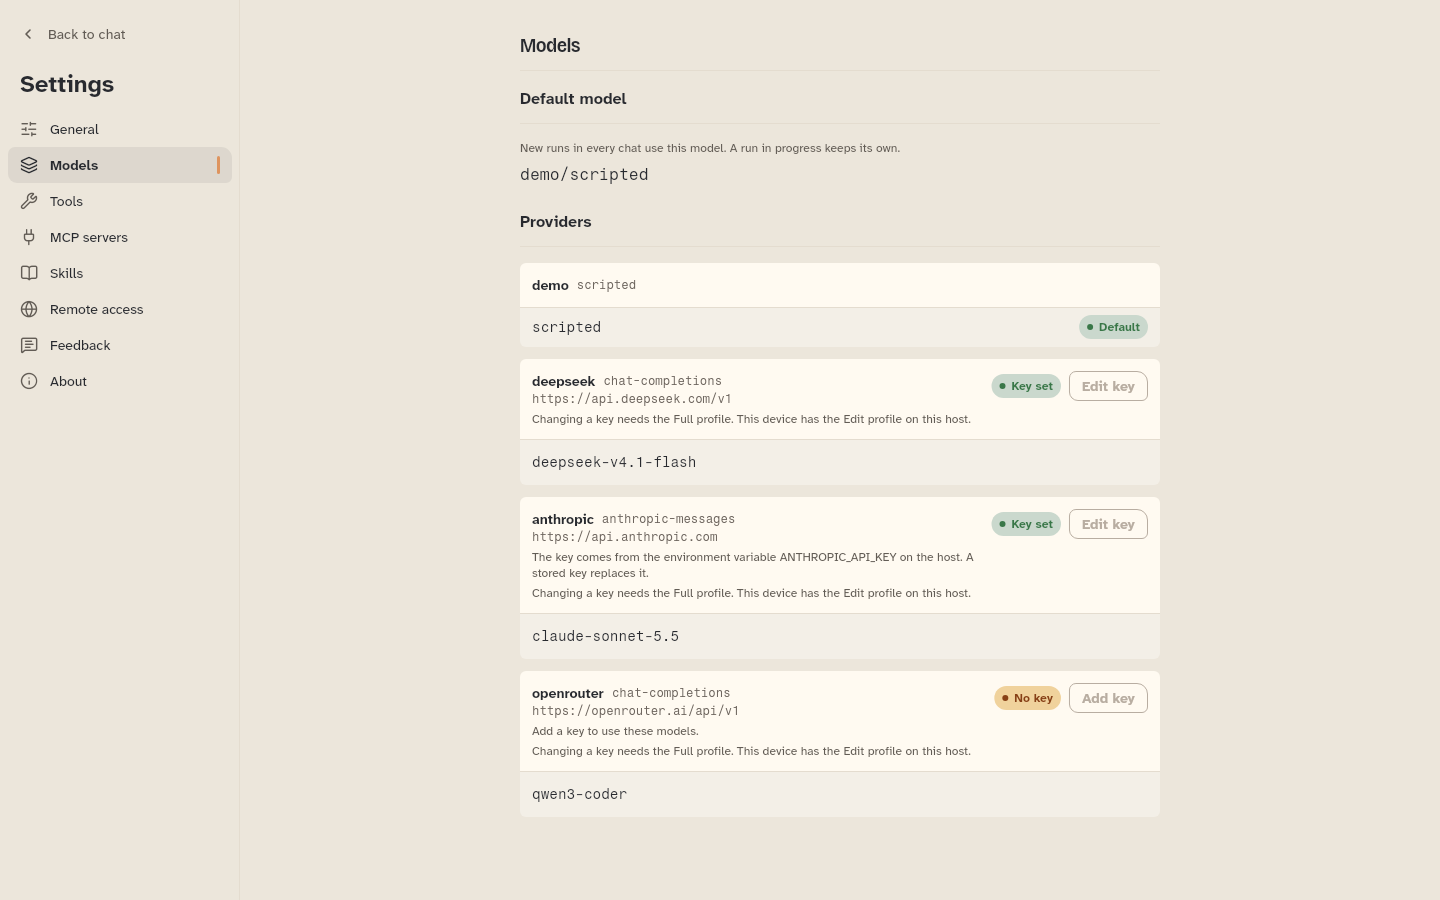 Back to chat
Settings
General
Models
Tools
MCP servers
Skills
Remote access
Feedback
About
Models
Default model
New runs in every chat use this model. A run in progress keeps its own.
demo/scripted
Providers
demo scripted
scripted Default
deepseek chat-completions Key set Edit key
https://api.deepseek.com/v1
Changing a key needs the Full profile. This device has the Edit profile on this host.
deepseek-v4.1-flash
anthropic anthropic-messages Key set Edit key
https://api.anthropic.com
The key comes from the environment variable ANTHROPIC_API_KEY on the host. A
stored key replaces it.
Changing a key needs the Full profile. This device has the Edit profile on this host.
claude-sonnet-5.5
openrouter chat-completions No key Add key
https://openrouter.ai/api/v1
Add a key to use these models.
Changing a key needs the Full profile. This device has the Edit profile on this host.
qwen3-coder